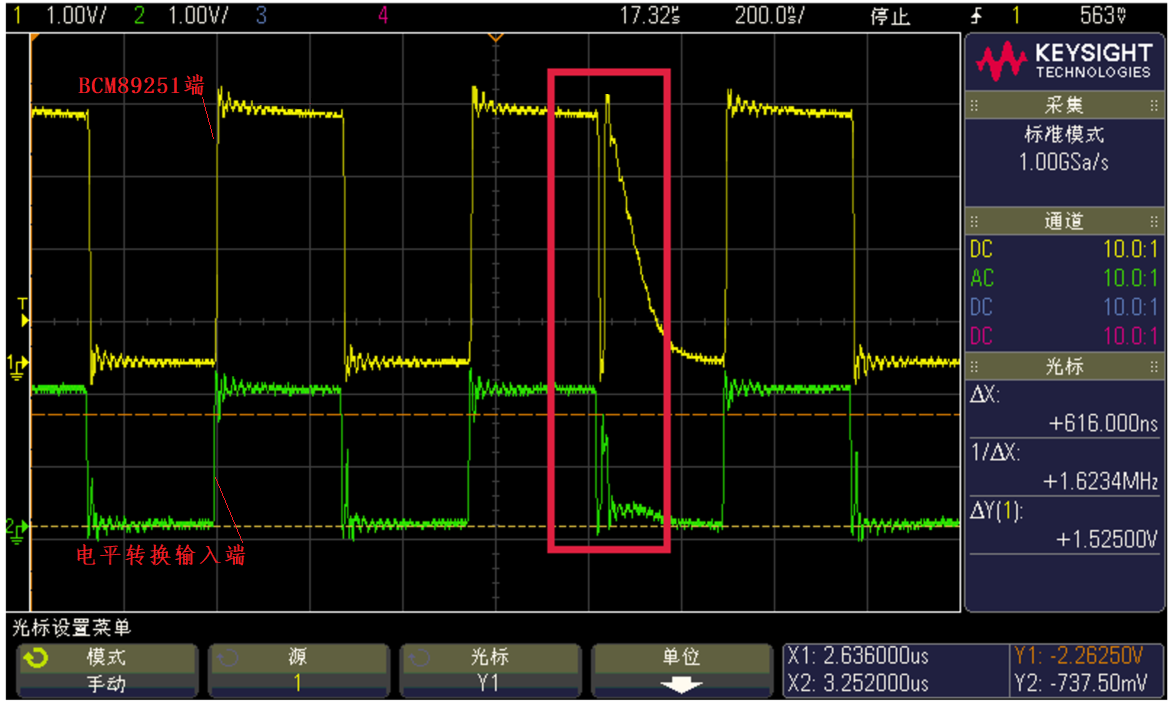 1 1.00V/ 2 1.00V/ 3 4 17.32s 200.0s/ 停止 1 563V
KEYSIGHT
TECHNOLOGIES
采集
标准模式
1.00GSa/s
通道
DC 10.0:1
AC 10.0:1
DC 10.0:1
DC 10.0:1
光标
ΔX:
+616.000ns
1/ΔX:
+1.6234MHz
ΔY(1):
+1.52500V
BCM89251端
T
1
2
电平转换输入端
光标设置菜单
模式
手动
源
1
光标
Y1
单位
X1: 2.636000us
X2: 3.252000us
Y1: -2.26250V
Y2: -737.50mV